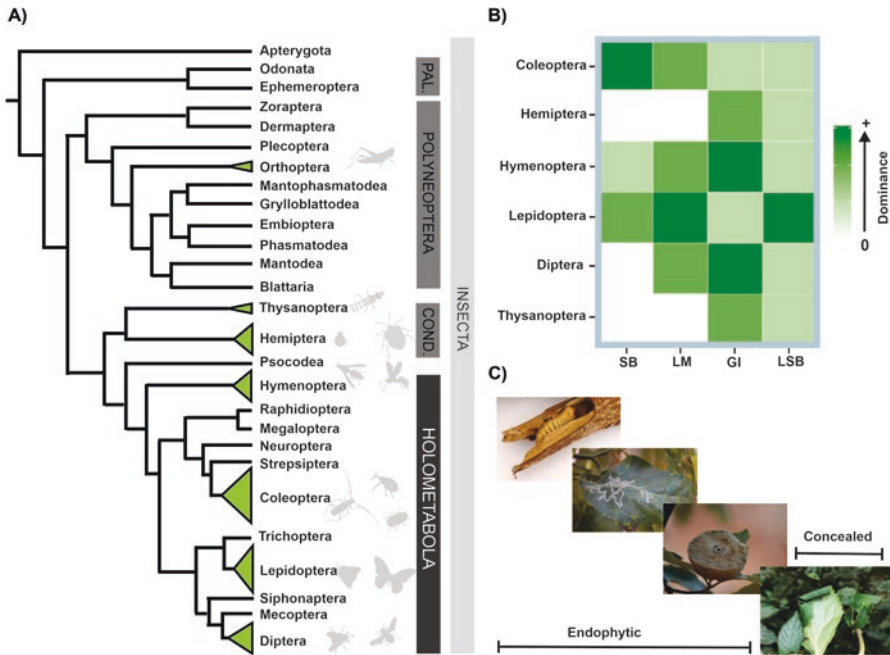 A)
Apterygota
Odonata
Ephemeroptera
Zoraptera
Dermaptera
Plecoptera
Orthoptera
Mantophasmatodea
Grylloblattodea
Embioptera
Phasmatodea
Mantodea
Blattaria
Thysanoptera
Hemiptera
Psocodea
Hymenoptera
Raphidioptera
Megaloptera
Neuroptera
Strepsiptera
Coleoptera
Trichoptera
Lepidoptera
Siphonaptera
Mecoptera
Diptera
PAL.
POLYNEOPTERA
COND.
HOLOMETABOLA
INSECTA
B)
Coleoptera
Hemiptera
Hymenoptera
Lepidoptera
Diptera
Thysanoptera
SB LM GI LSB
+
Dominance
0
C)
Concealed
Endophytic